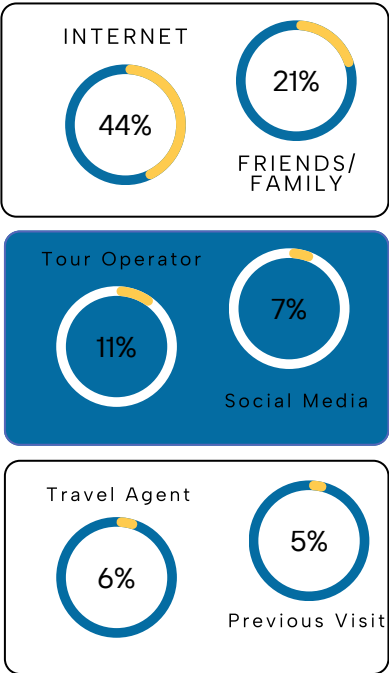 INTERNET
44%
21%
FRIENDS/
FAMILY
Tour Operator
11%
7%
Social Media
Travel Agent
6%
5%
Previous Visit